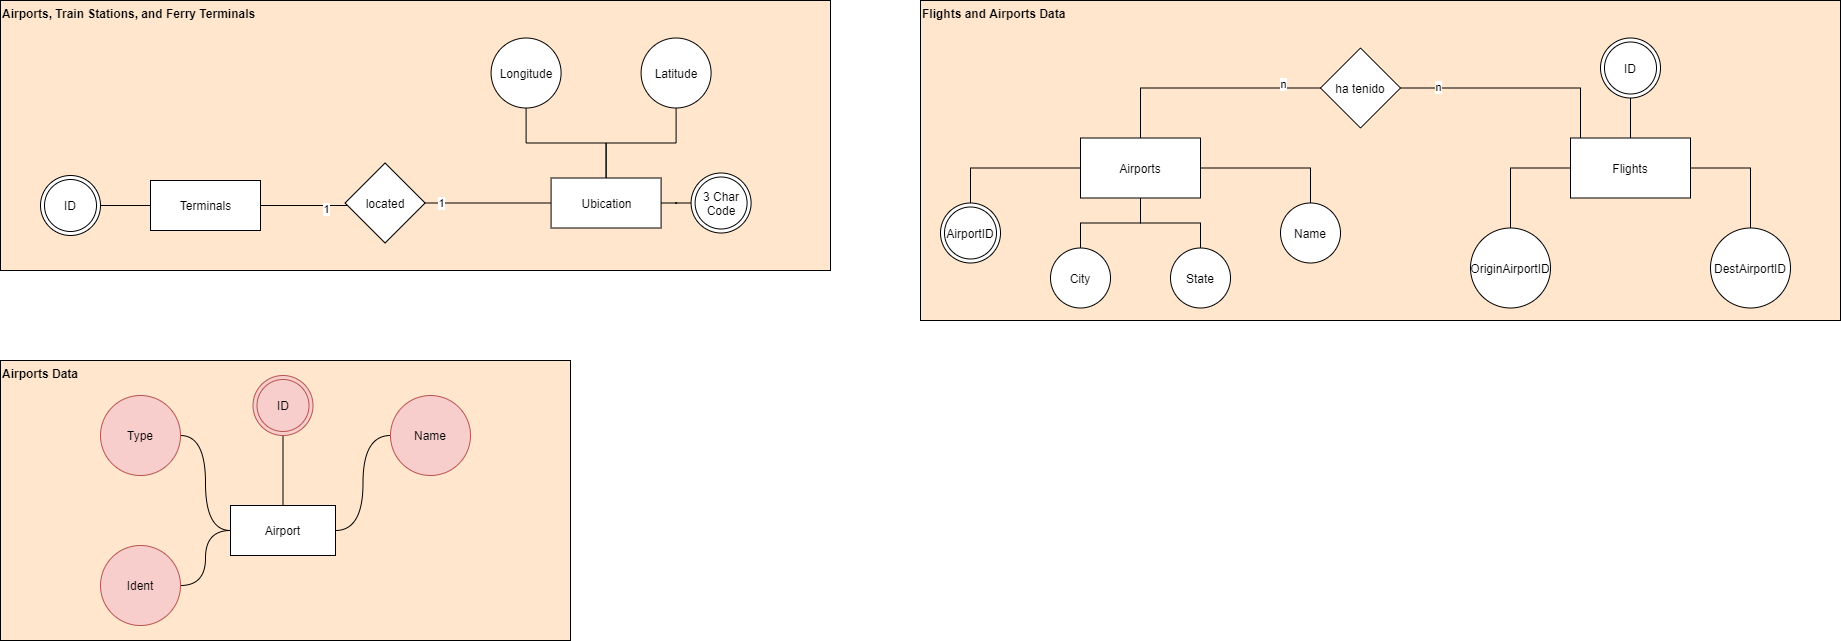 Airports, Train Stations, and Ferry Terminals
Longitude
Latitude
ID
Terminals
1
located
1
Ubication
3 Char
Code
Flights and Airports Data
ID
n
ha tenido
n
Airports
Flights
AirportID
Name
City
State
OriginAirportID
DestAirportID
Airports Data
ID
Type
Name
Airport
Ident